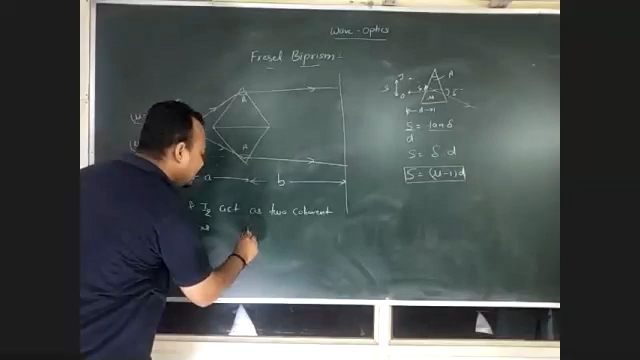 Wave-Optics
Fresel Biprism=
A
A
a
b
I₂ act as two coherent
S
I
O
A
μ
δ
d
S/d = tan δ
S = δ d
S = (μ-1)d